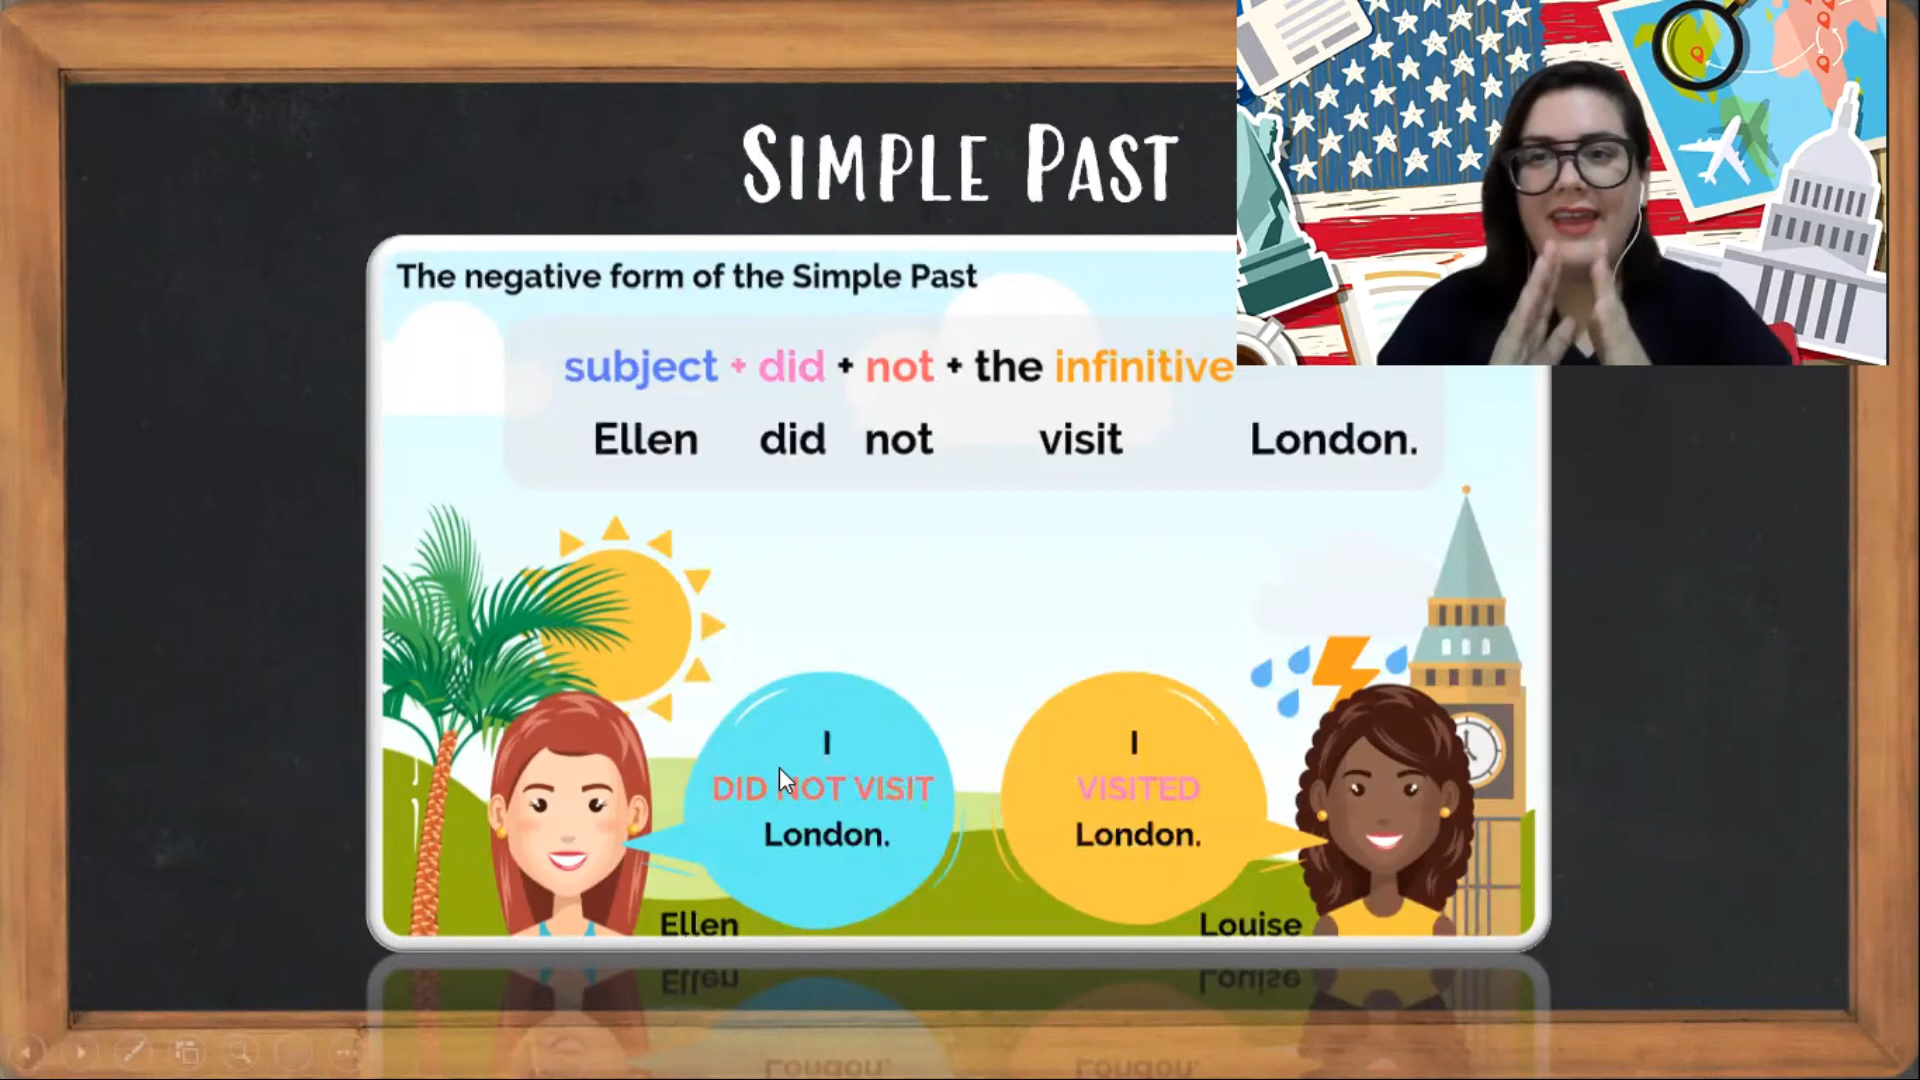 SIMPLE PAST
The negative form of the Simple Past
subject + did + not + the infinitive
Ellen did not visit London.
I
DID NOT VISIT
London.
I
VISITED
London.
Ellen
Louise